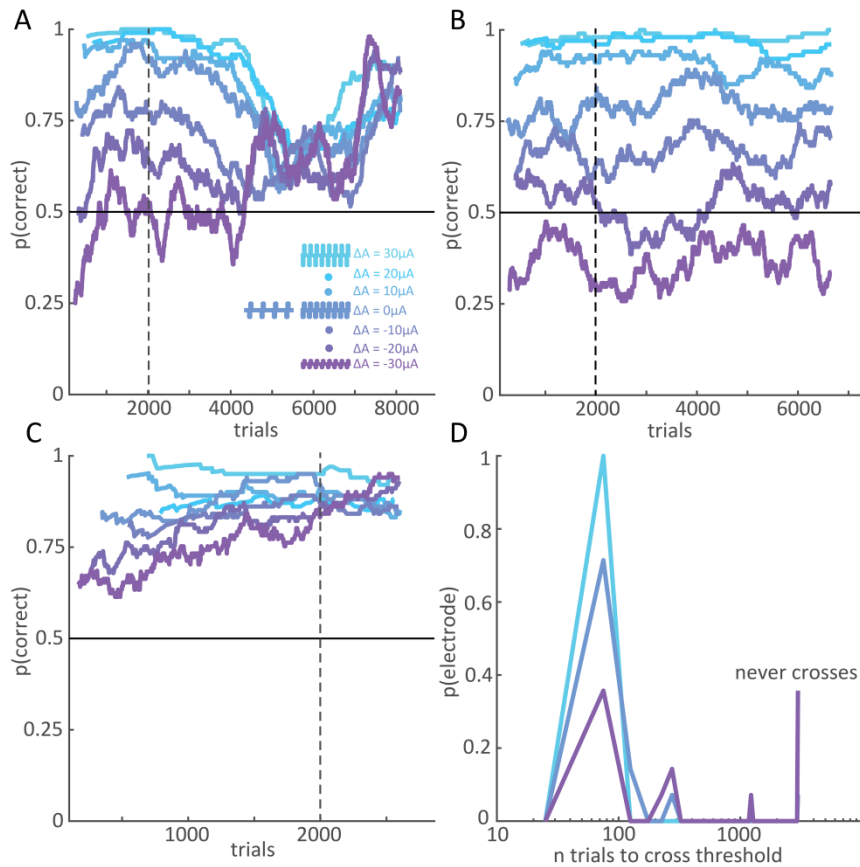 A
1
0.75
0.5
0.25
0
p(correct)
2000
4000
6000
8000
trials
ΔA = 30µA
ΔA = 20µA
ΔA = 10µA
ΔA = 0µA
ΔA = -10µA
ΔA = -20µA
ΔA = -30µA
B
1
0.75
0.5
0.25
0
p(correct)
2000
4000
6000
trials
C
1
0.75
0.5
0.25
0
p(correct)
1000
2000
trials
D
1
0.8
0.6
0.4
0.2
0
p(electrode)
never crosses
10
100
1000
n trials to cross threshold